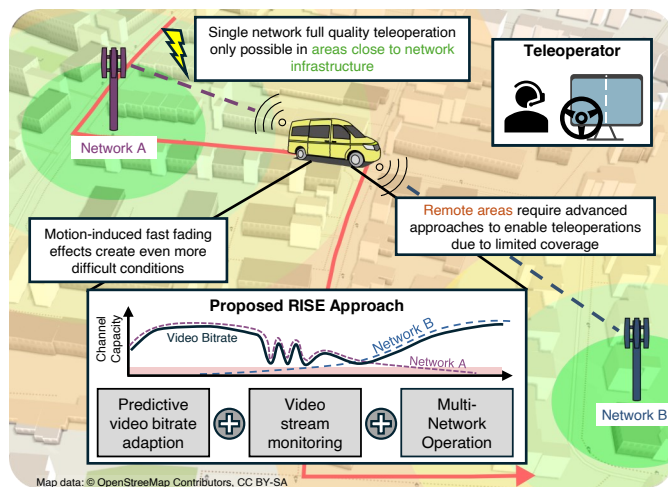 Single network full quality teleoperation
only possible in areas close to network
infrastructure
Teleoperator
Network A
Motion-induced fast fading
effects create even more
difficult conditions
Remote areas require advanced
approaches to enable teleoperations
due to limited coverage
Proposed RISE Approach
Channel
Capacity
Video Bitrate
Network B
Network A
Predictive
video bitrate
adaption
Video
stream
monitoring
Multi-
Network
Operation
Network B
Map data: © OpenStreetMap Contributors, CC BY-SA